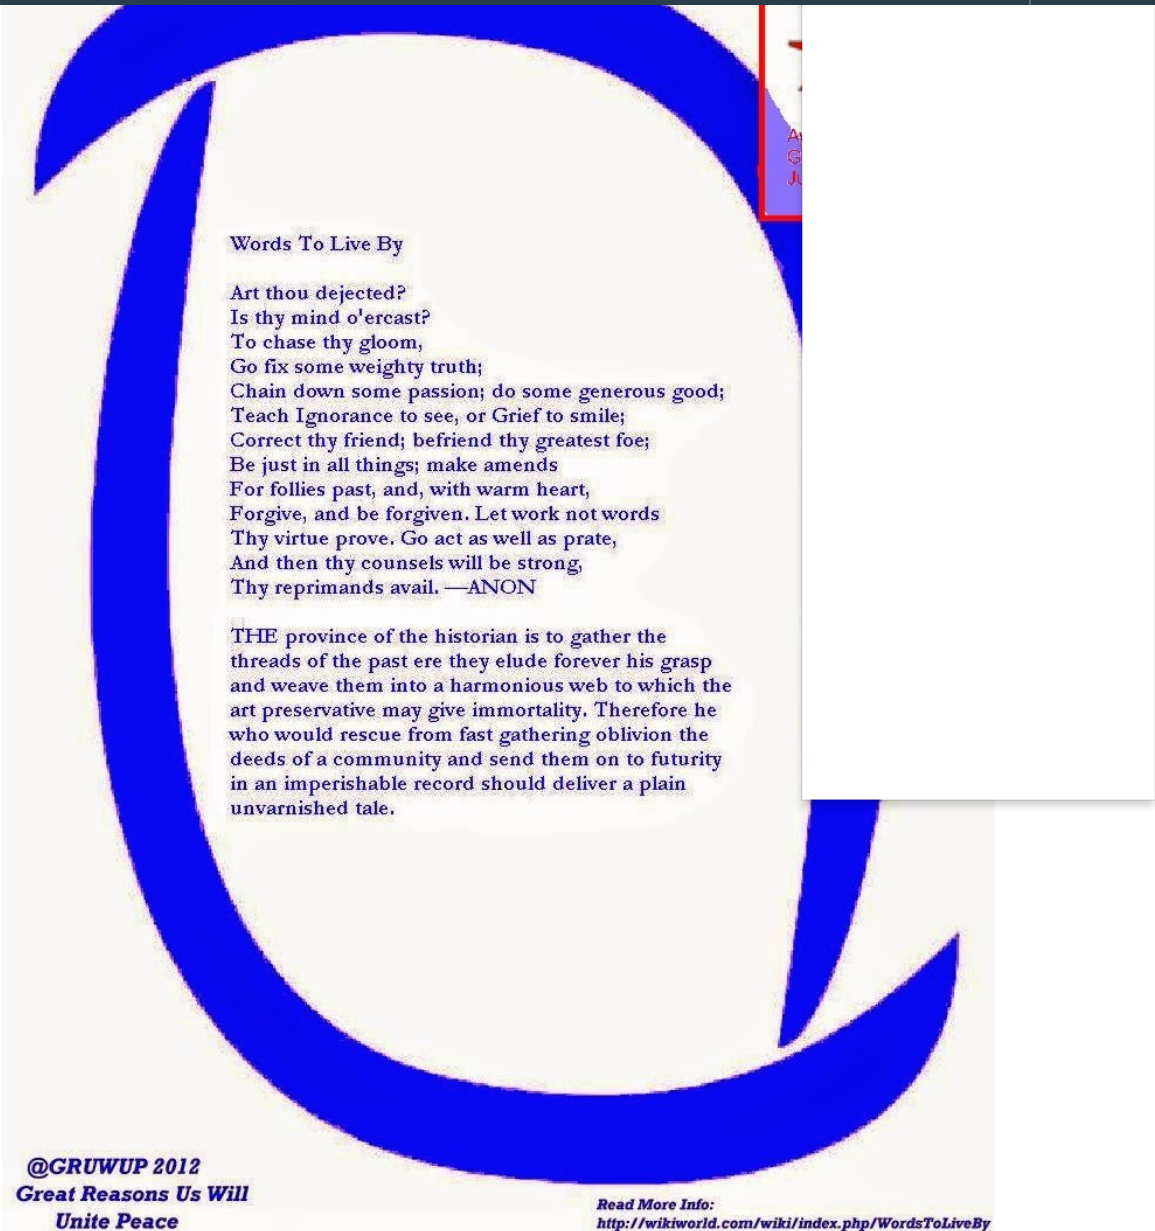 Words To Live By
Art thou dejected?
Is thy mind o'ercast?
To chase thy gloom,
Go fix some weighty truth;
Chain down some passion; do some generous good;
Teach Ignorance to see, or Grief to smile;
Correct thy friend; befriend thy greatest foe;
Be just in all things; make amends
For follies past, and, with warm heart,
Forgive, and be forgiven. Let work not words
Thy virtue prove. Go act as well as prate,
And then thy counsels will be strong,
Thy reprimands avail. —ANON
THE province of the historian is to gather the
threads of the past ere they elude forever his grasp
and weave them into a harmonious web to which the
art preservative may give immortality. Therefore he
who would rescue from fast gathering oblivion the
deeds of a community and send them on to futurity
in an imperishable record should deliver a plain
unvarnished tale.
@GRUWUP 2012
Great Reasons Us Will
Unite Peace
Read More Info:
http://wikiworld.com/wiki/index.php/WordsToLiveBy